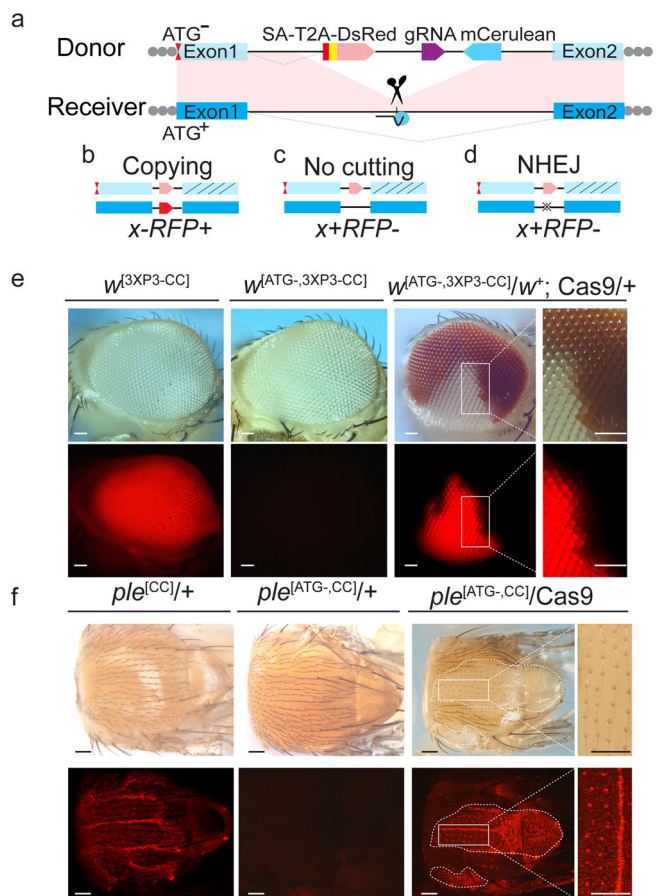 a
ATG-
SA-T2A-DsRed gRNA mCerulean
Donor Exon1 Exon2
Receiver Exon1 Exon2
ATG+
b Copying
x-RFP+
c No cutting
x+RFP-
d NHEJ
x+RFP-
e
w[3XP3-CC] w[ATG-,3XP3-CC] w[ATG-,3XP3-CC]/w+; Cas9/+
f
ple[CC]/+ ple[ATG-,CC]/+ ple[ATG-,CC]/Cas9